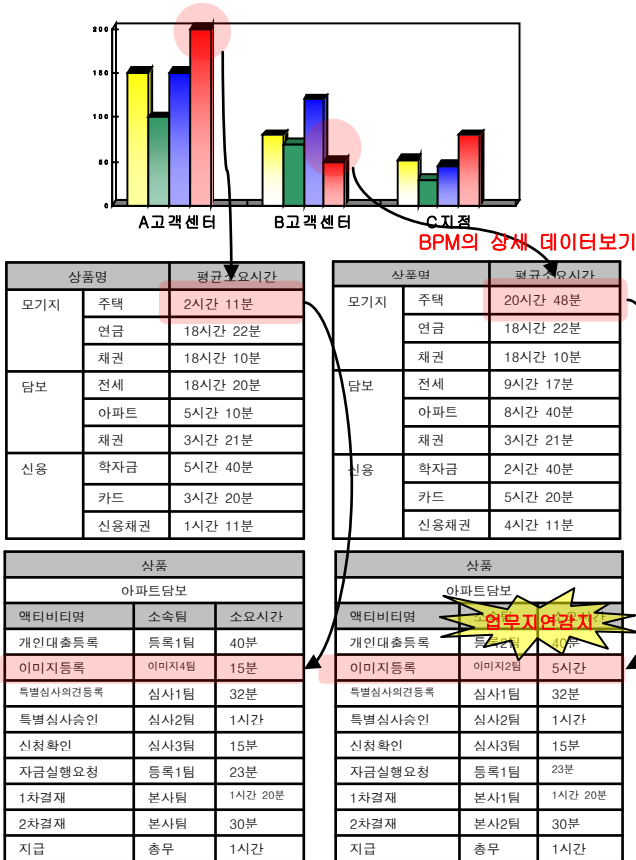 200
150
100
50
0
A고객센터 B고객센터 C지점
BPM의 상세 데이터보기
상품명 평균소요시간
모기지 주택 2시간 11분
연금 18시간 22분
채권 18시간 10분
담보 전세 18시간 20분
아파트 5시간 10분
채권 3시간 21분
신용 학자금 5시간 40분
카드 3시간 20분
신용채권 1시간 11분
상품명 평균소요시간
모기지 주택 20시간 48분
연금 18시간 22분
채권 18시간 10분
담보 전세 9시간 17분
아파트 8시간 40분
채권 3시간 21분
신용 학자금 2시간 40분
카드 5시간 20분
신용채권 4시간 11분
상품
아파트담보
액티비티명 소속팀 소요시간
개인대출등록 등록1팀 40분
이미지등록 이미지4팀 15분
특별심사의견등록 심사1팀 32분
특별심사승인 심사2팀 1시간
신청확인 심사3팀 15분
자금실행요청 등록1팀 23분
1차결재 본사팀 1시간 20분
2차결재 본사팀 30분
지급 총무 1시간
상품
아파트담보
업무지연감지
액티비티명 소속팀 소요시간
개인대출등록 등록2팀 40분
이미지등록 이미지2팀 5시간
특별심사의견등록 심사1팀 32분
특별심사승인 심사2팀 1시간
신청확인 심사3팀 15분
자금실행요청 등록1팀 23분
1차결재 본사1팀 1시간 20분
2차결재 본사2팀 30분
지급 총무 1시간